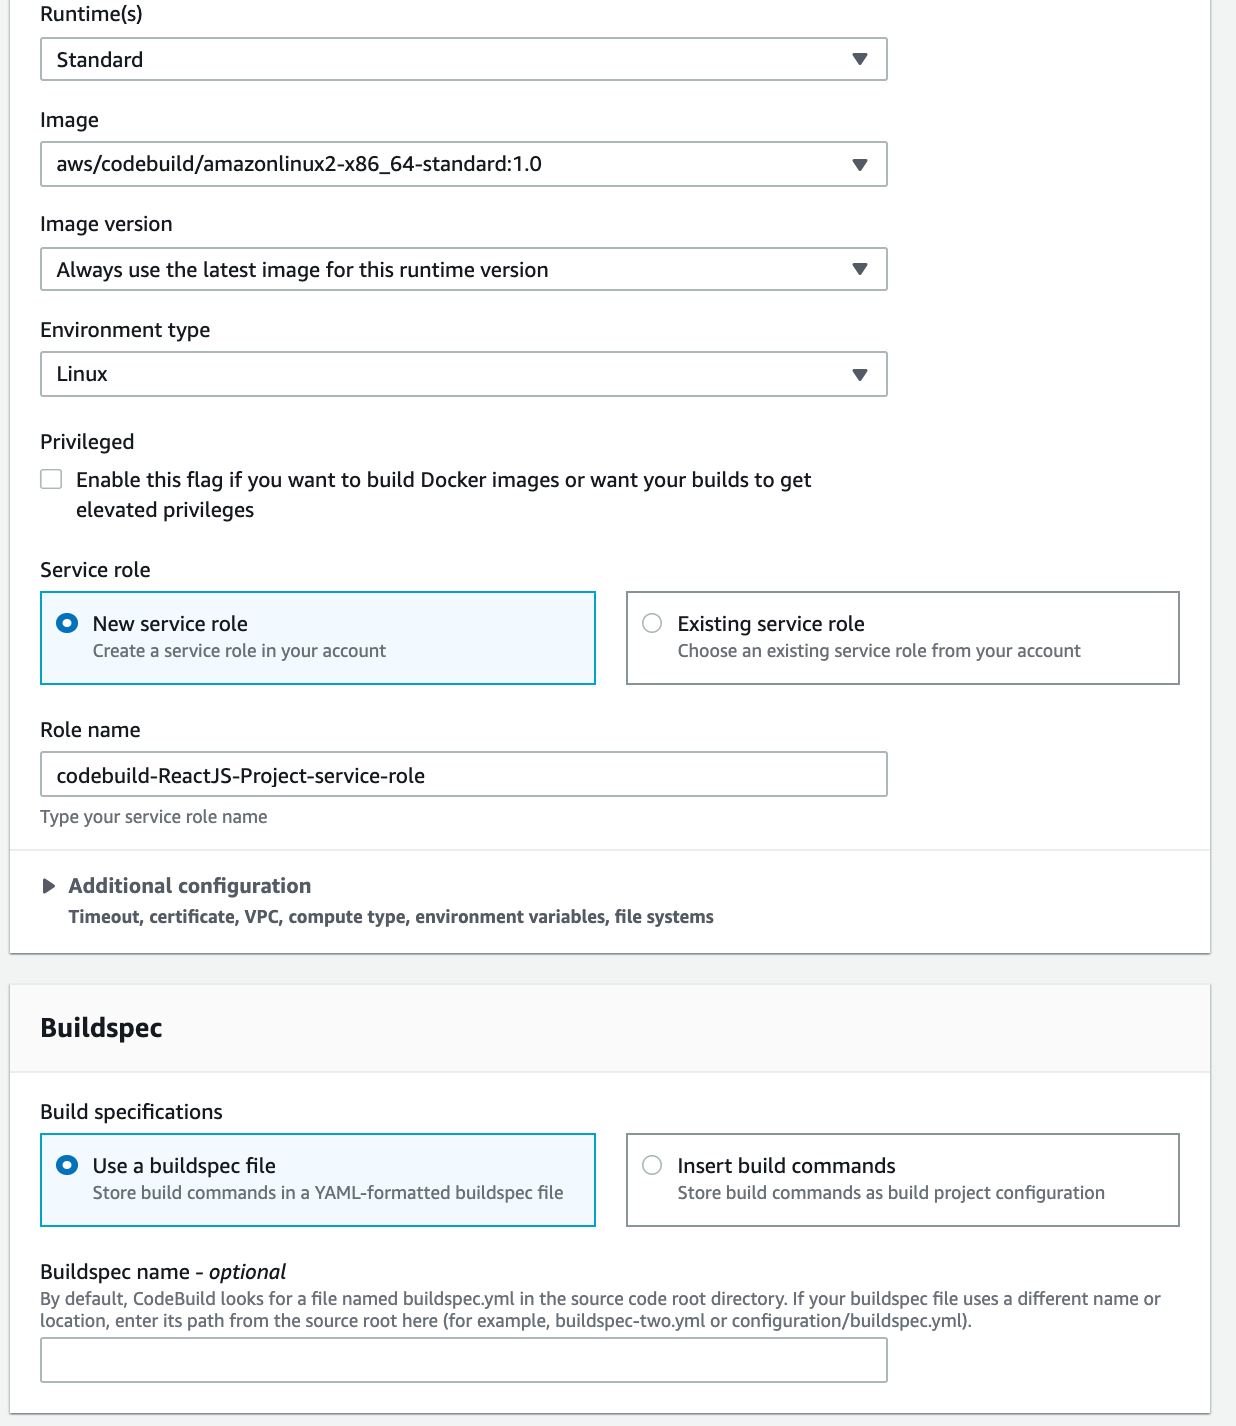 Runtime(s)
Standard
Image
aws/codebuild/amazonlinux2-x86_64-standard:1.0
Image version
Always use the latest image for this runtime version
Environment type
Linux
Privileged
Enable this flag if you want to build Docker images or want your builds to get
elevated privileges
Service role
New service role
Create a service role in your account
Existing service role
Choose an existing service role from your account
Role name
codebuild-ReactJS-Project-service-role
Type your service role name
Additional configuration
Timeout, certificate, VPC, compute type, environment variables, file systems
Buildspec
Build specifications
Use a buildspec file
Store build commands in a YAML-formatted buildspec file
Insert build commands
Store build commands as build project configuration
Buildspec name - optional
By default, CodeBuild looks for a file named buildspec.yml in the source code root directory. If your buildspec file uses a different name or
location, enter its path from the source root here (for example, buildspec-two.yml or configuration/buildspec.yml).